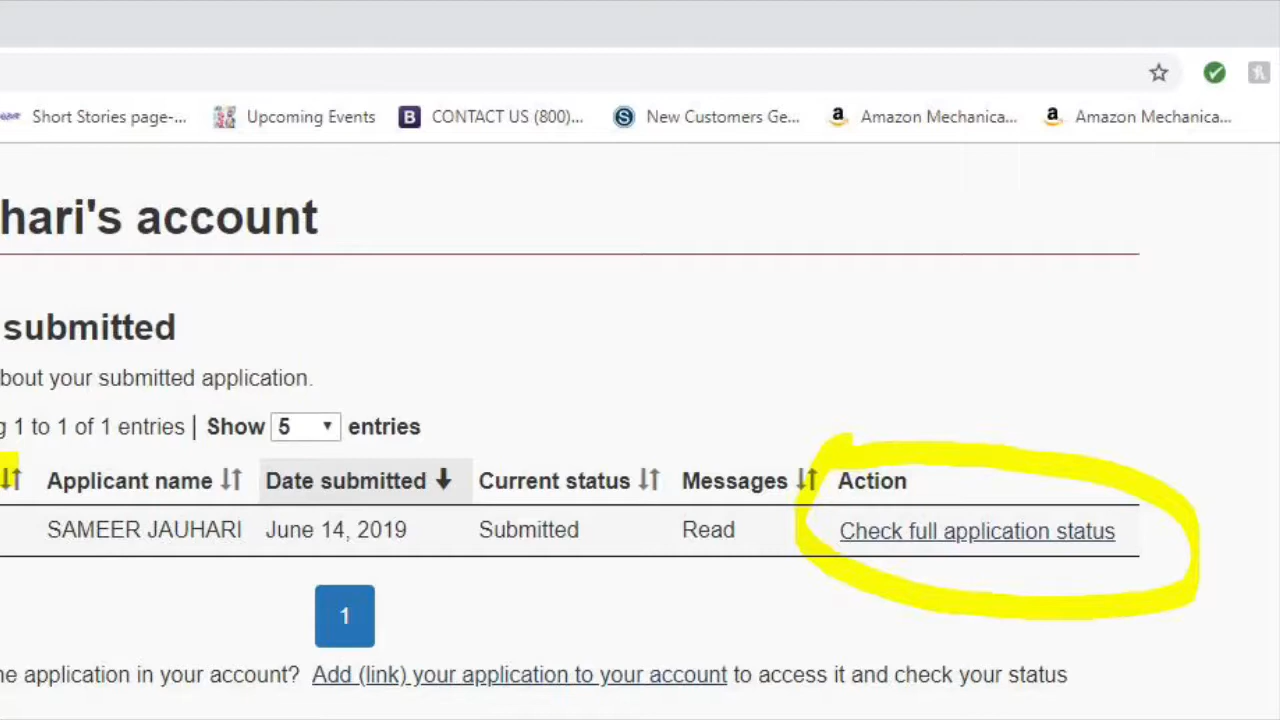 Short Stories page-... Upcoming Events B CONTACT US (800)... S New Customers Ge... a Amazon Mechanica... a Amazon Mechanica...
hari's account
submitted
bout your submitted application.
g 1 to 1 of 1 entries | Show 5 entries
Applicant name Date submitted Current status Messages Action
SAMEER JAUHARI June 14, 2019 Submitted Read Check full application status
1
ne application in your account? Add (link) your application to your account to access it and check your status